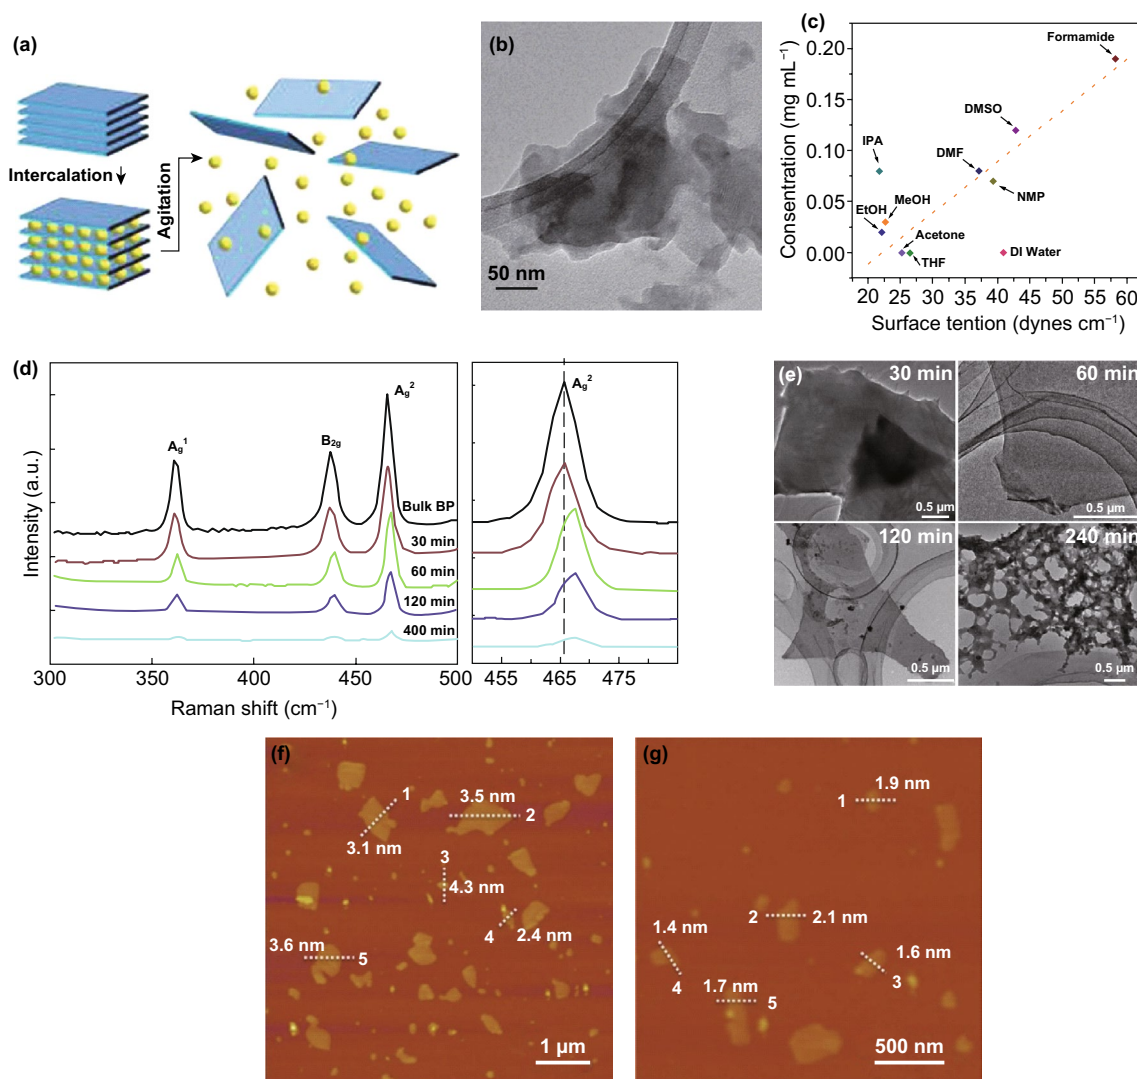 (a)
Intercalation
Agitation
(b)
50 nm
(c)
Consentration (mg mL⁻¹)
0.20
0.15
0.10
0.05
0.00
Formamide
DMSO
IPA
DMF
NMP
MeOH
EtOH
Acetone
THF
DI Water
20 25 30 35 40 45 50 55 60
Surface tention (dynes cm⁻¹)
(d)
Intensity (a.u.)
A_g¹
B_2g
A_g²
Bulk BP
30 min
60 min
120 min
400 min
300 350 400 450 500
A_g²
455 465 475
Raman shift (cm⁻¹)
(e)
30 min
0.5 µm
60 min
0.5 µm
120 min
0.5 µm
240 min
0.5 µm
(f)
1
3.1 nm
3.5 nm
2
3
4.3 nm
4
2.4 nm
3.6 nm
5
1 µm
(g)
1.9 nm
1
2
2.1 nm
1.4 nm
4
1.6 nm
3
1.7 nm
5
500 nm